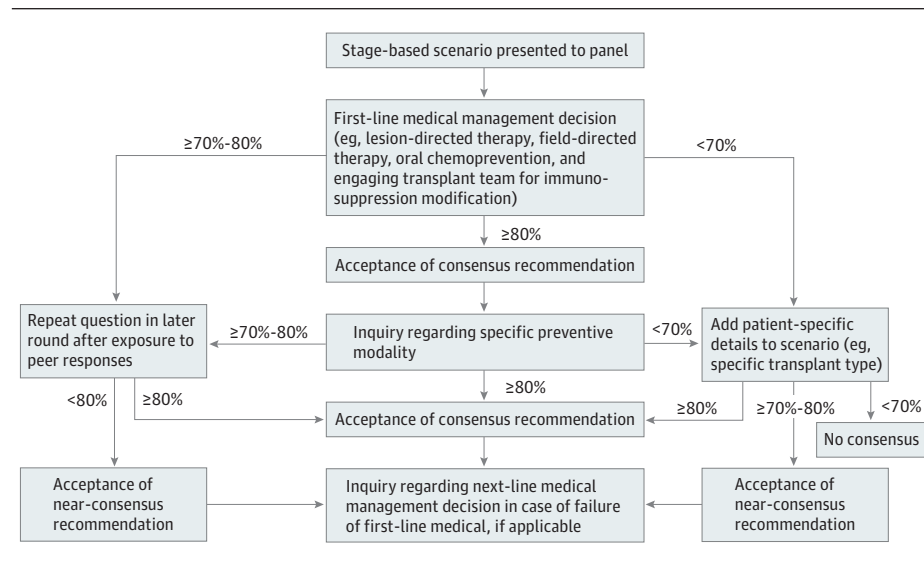 Stage-based scenario presented to panel
First-line medical management decision
(eg, lesion-directed therapy, field-directed
therapy, oral chemoprevention, and
engaging transplant team for immuno-
suppression modification)
≥70%-80%
<70%
≥80%
Acceptance of consensus recommendation
Repeat question in later
round after exposure to
peer responses
≥70%-80%
Inquiry regarding specific preventive
modality
<70%
Add patient-specific
details to scenario (eg,
specific transplant type)
<80%
≥80%
≥80%
Acceptance of consensus recommendation
≥80%
≥70%-80%
<70%
No consensus
Acceptance of
near-consensus
recommendation
Inquiry regarding next-line medical
management decision in case of failure
of first-line medical, if applicable
Acceptance of
near-consensus
recommendation